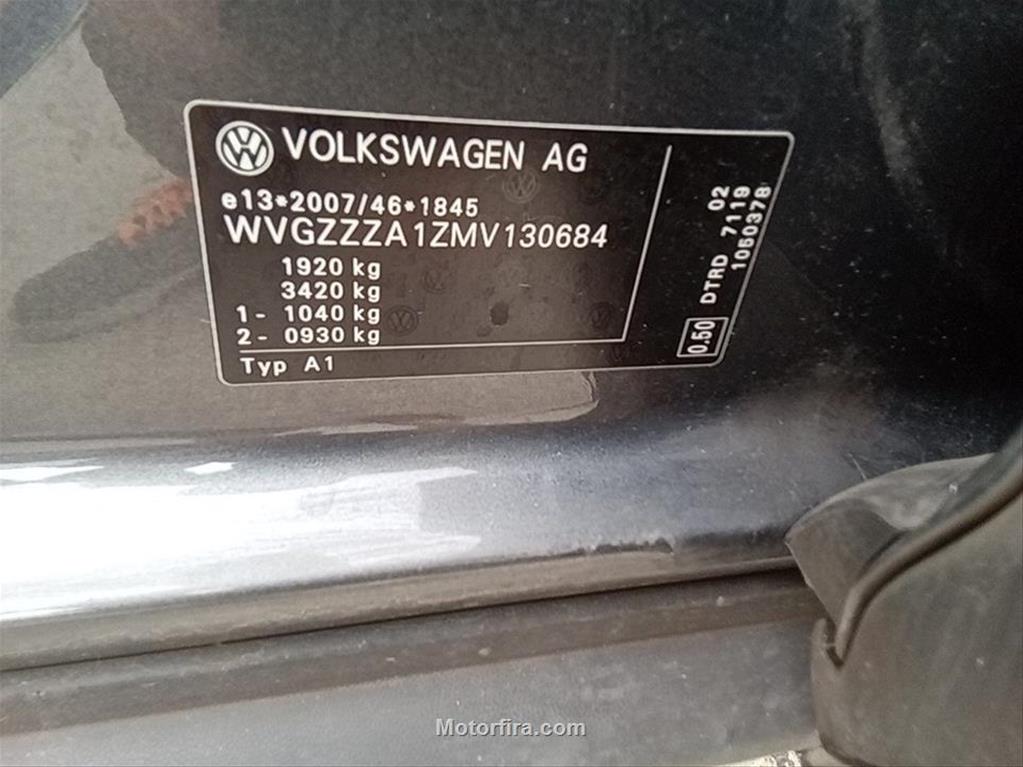 VOLKSWAGEN AG
e13*2007/46*1845
WVGZZZA1ZMV130684
1920 kg
3420 kg
1- 1040 kg
2- 0930 kg
Typ A1
0.50 DTRD 7119 02
1050378
Motorfira.com